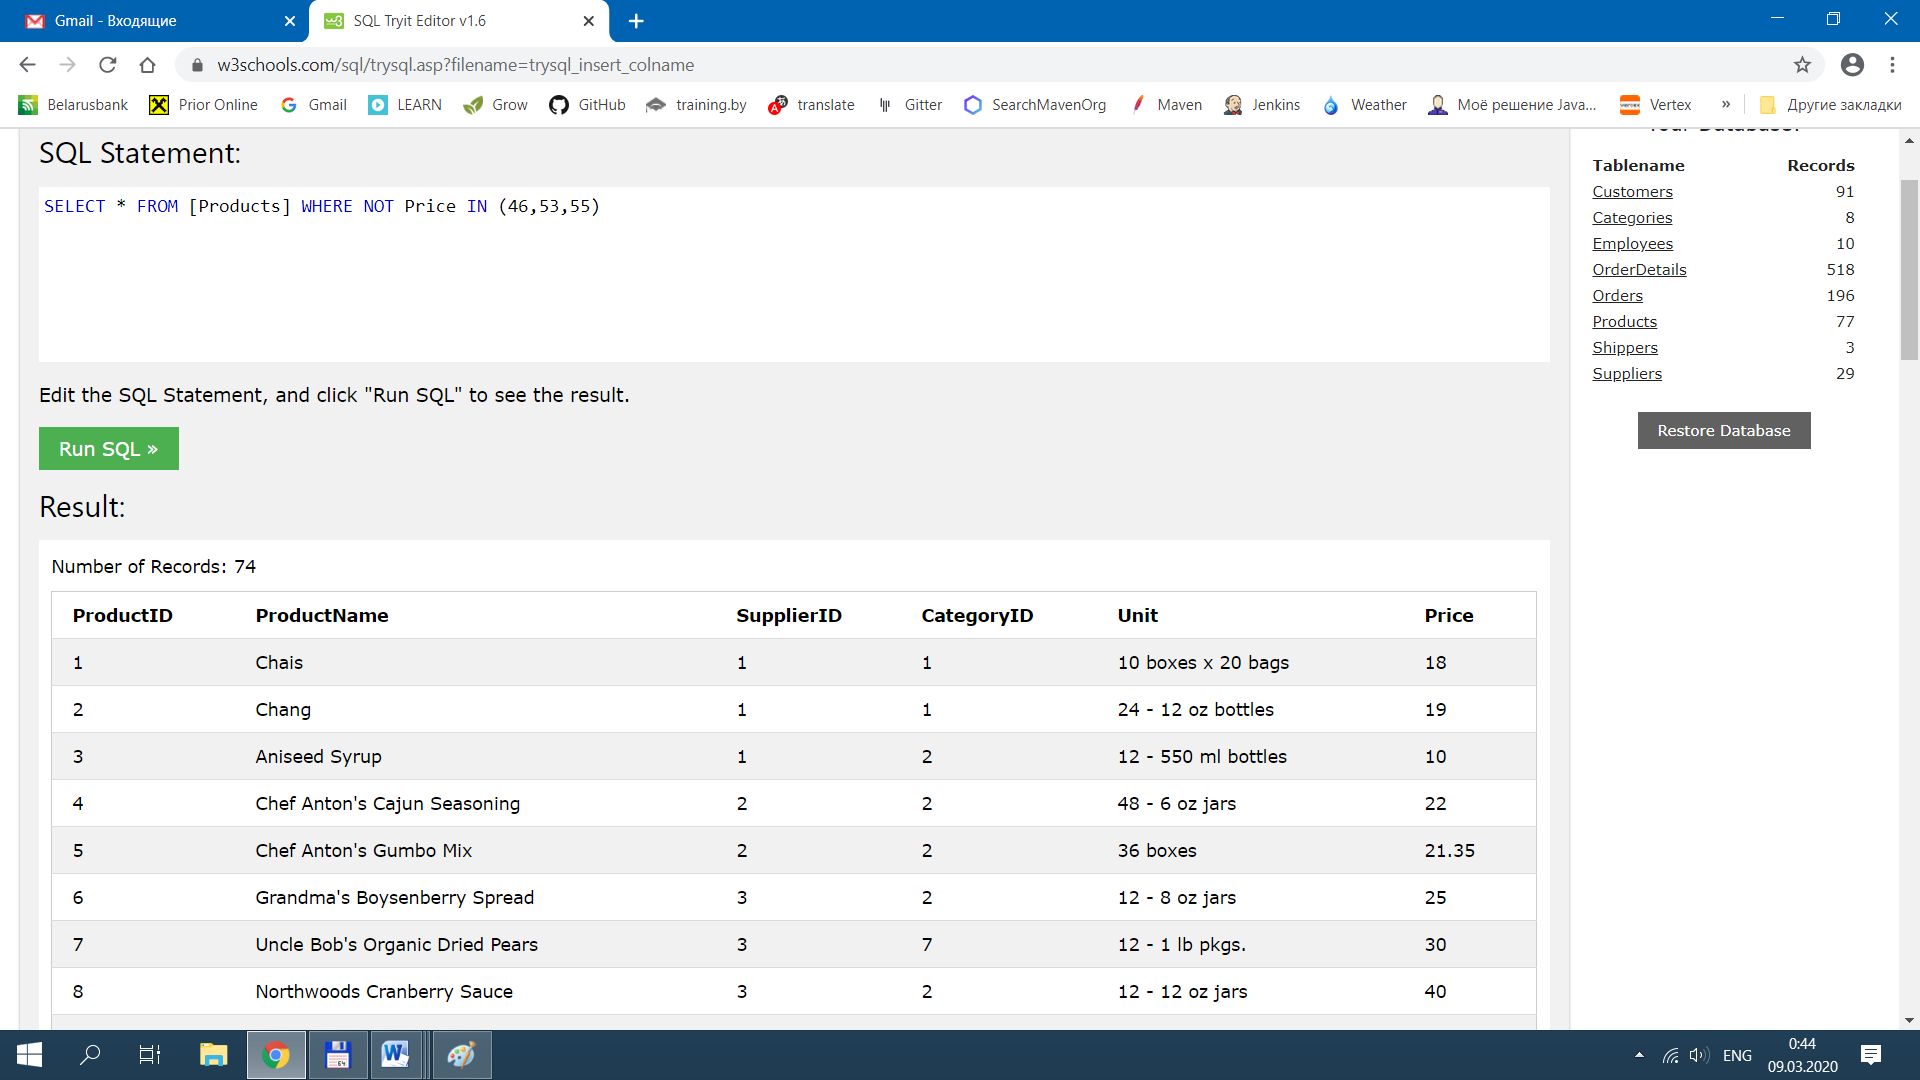 Gmail - Входящие
SQL Tryit Editor v1.6
w3schools.com/sql/trysql.asp?filename=trysql_insert_colname
Belarusbank Prior Online Gmail LEARN Grow GitHub training.by translate Gitter SearchMavenOrg Maven Jenkins Weather Моё решение Java... Vertex » Другие закладки
SQL Statement:
SELECT * FROM [Products] WHERE NOT Price IN (46,53,55)
Edit the SQL Statement, and click "Run SQL" to see the result.
Run SQL »
Result:
Number of Records: 74
ProductID ProductName SupplierID CategoryID Unit Price
1 Chais 1 1 10 boxes x 20 bags 18
2 Chang 1 1 24 - 12 oz bottles 19
3 Aniseed Syrup 1 2 12 - 550 ml bottles 10
4 Chef Anton's Cajun Seasoning 2 2 48 - 6 oz jars 22
5 Chef Anton's Gumbo Mix 2 2 36 boxes 21.35
6 Grandma's Boysenberry Spread 3 2 12 - 8 oz jars 25
7 Uncle Bob's Organic Dried Pears 3 7 12 - 1 lb pkgs. 30
8 Northwoods Cranberry Sauce 3 2 12 - 12 oz jars 40
Your Database:
Tablename Records
Customers 91
Categories 8
Employees 10
OrderDetails 518
Orders 196
Products 77
Shippers 3
Suppliers 29
Restore Database
ENG
0:44
09.03.2020